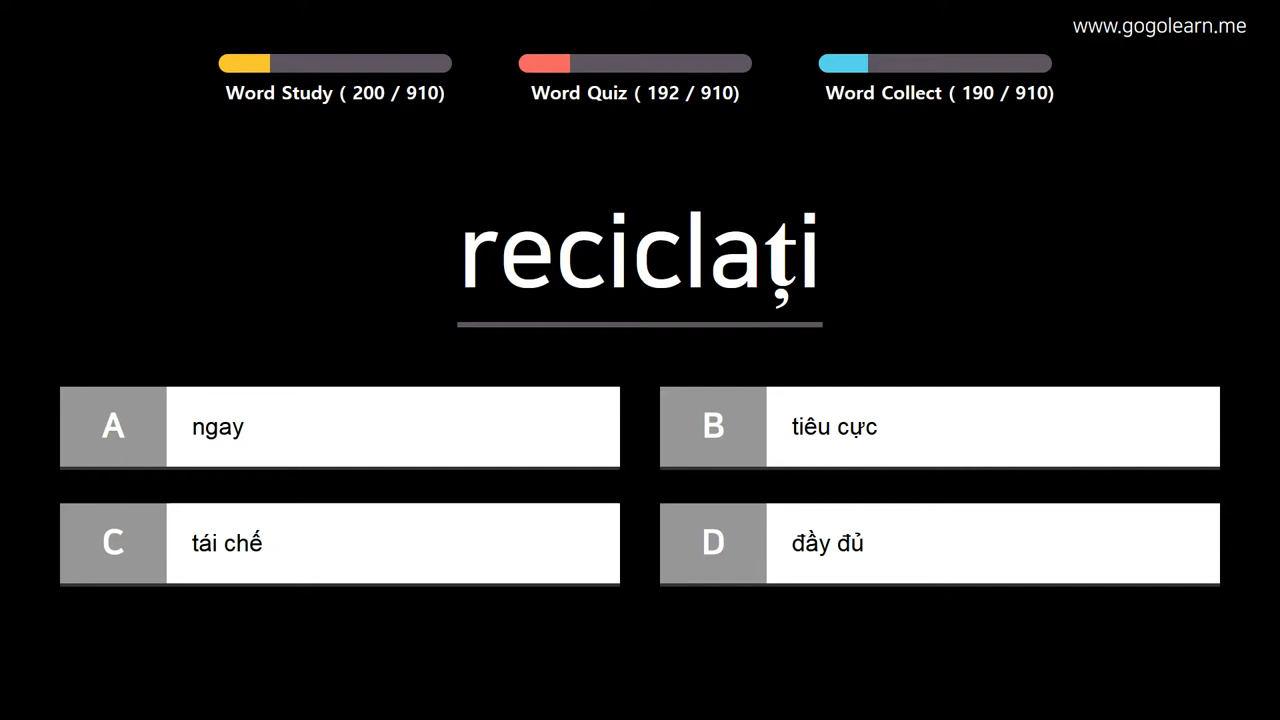 www.gogolearn.me
Word Study ( 200 / 910)
Word Quiz ( 192 / 910)
Word Collect ( 190 / 910)
reciclați
A ngay
B tiêu cực
C tái chế
D đầy đủ